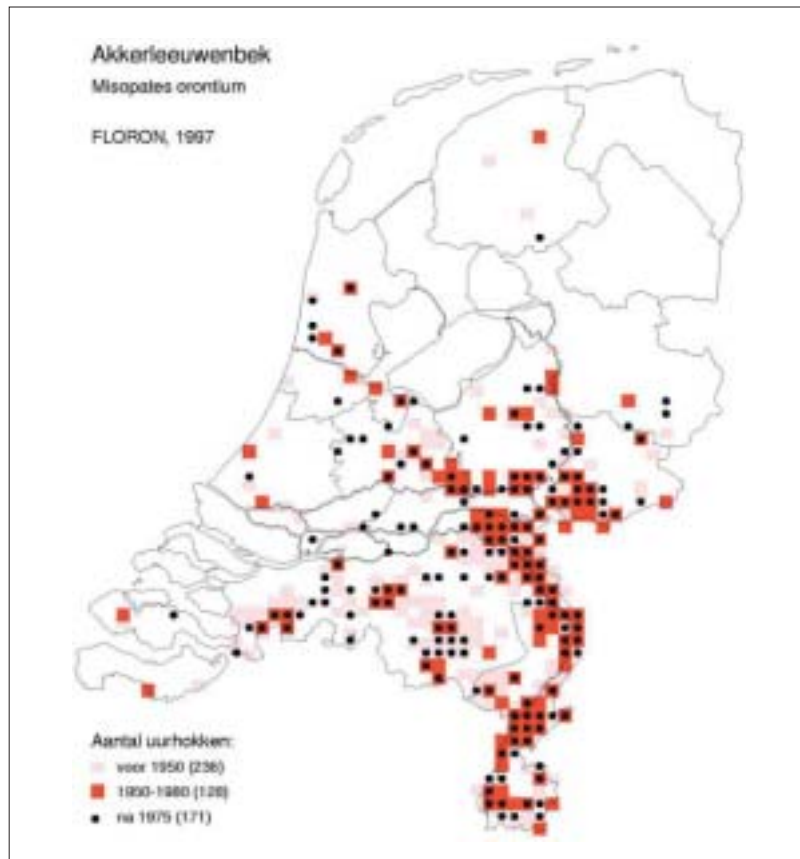 Akkerleeuwenbek
Misopates orontium
FLORON, 1997
Aantal uurhokken:
voor 1950 (236)
1950-1980 (128)
na 1975 (171)